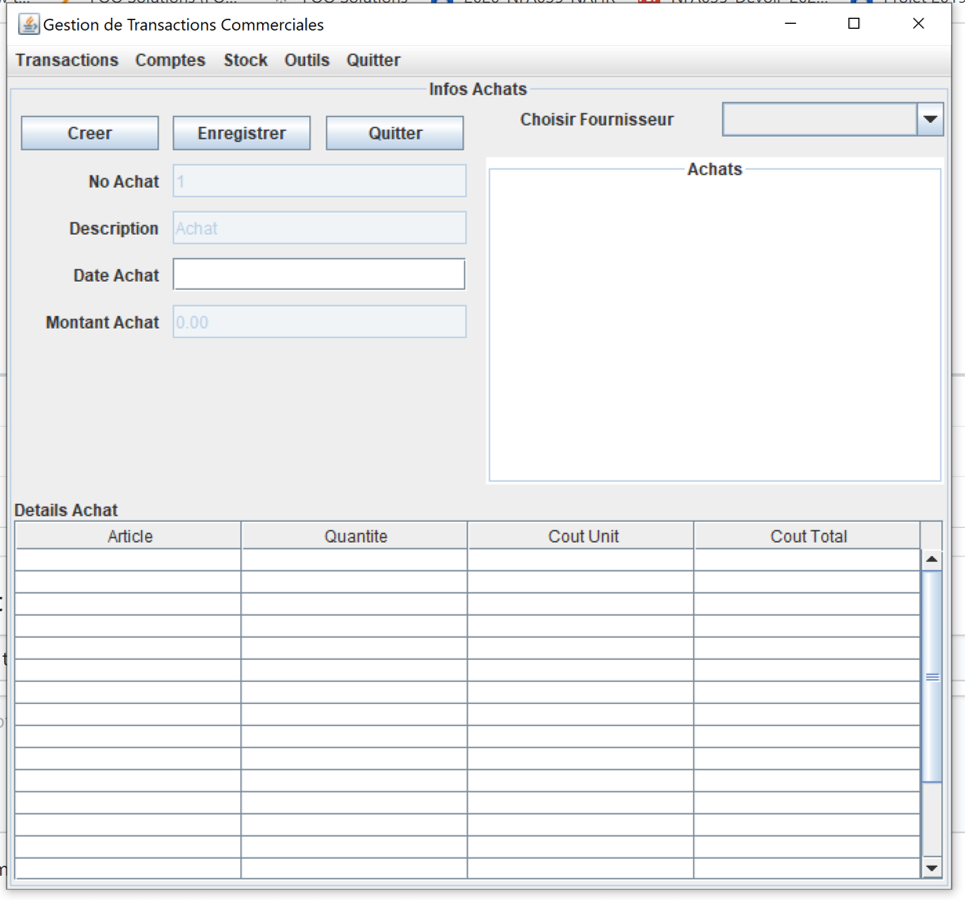 Gestion de Transactions Commerciales
Transactions Comptes Stock Outils Quitter
Infos Achats
Creer Enregistrer Quitter
Choisir Fournisseur
No Achat 1
Achats
Description Achat
Date Achat
Montant Achat 0.00
Details Achat
Article Quantite Cout Unit Cout Total